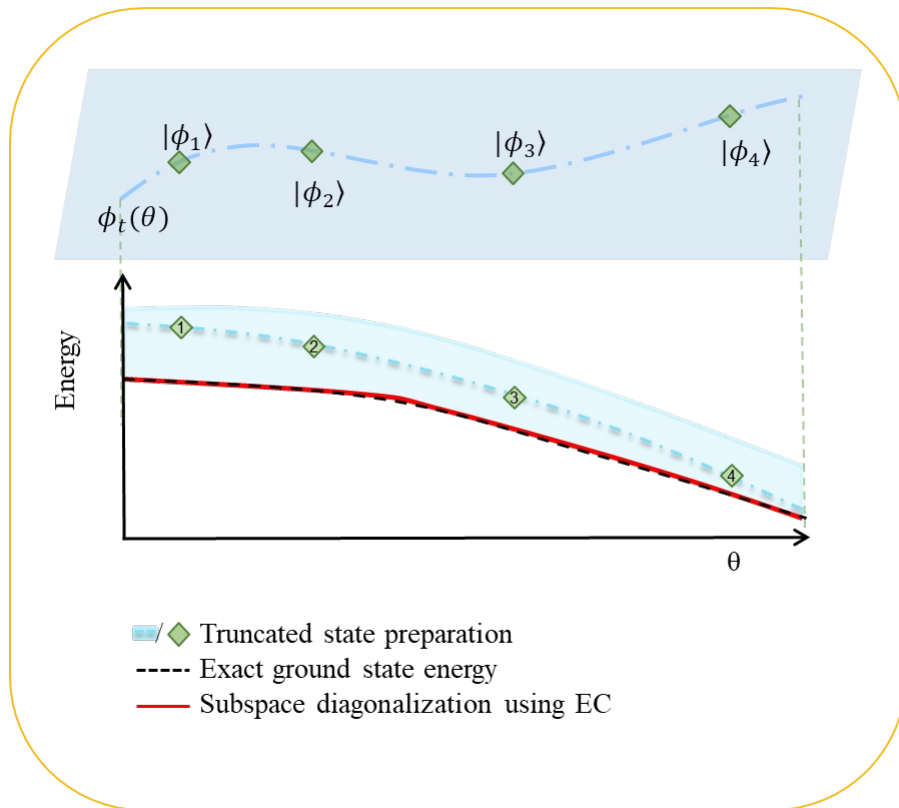 |ϕ₁⟩
|ϕ₂⟩
|ϕ₃⟩
|ϕ₄⟩
ϕₜ(θ)
Energy
1
2
3
4
θ
/ Truncated state preparation
Exact ground state energy
Subspace diagonalization using EC